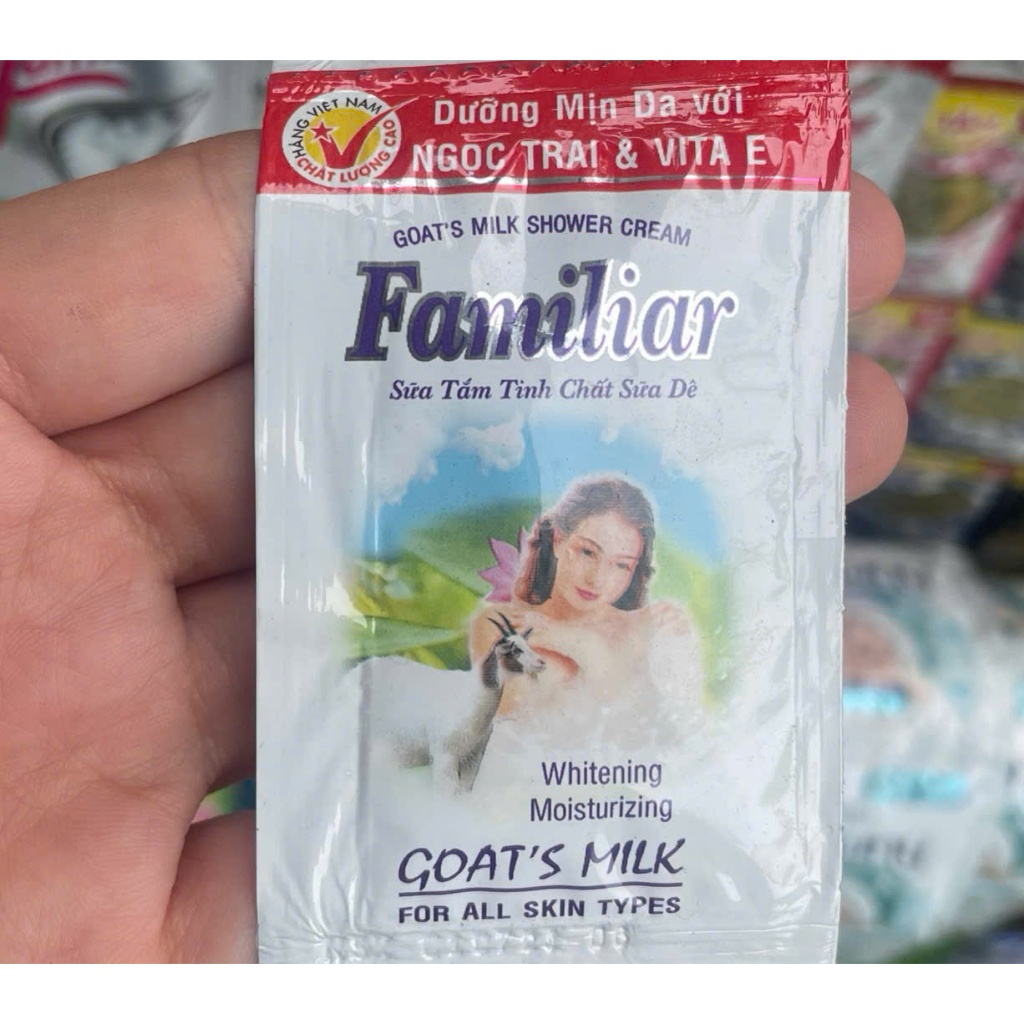 HÀNG VIỆT NAM
CHẤT LƯỢNG CAO
Dưỡng Mịn Da với
NGỌC TRAI & VITA E
GOAT'S MILK SHOWER CREAM
Familiar
Sữa Tắm Tinh Chất Sữa Dê
Whitening
Moisturizing
GOAT'S MILK
FOR ALL SKIN TYPES